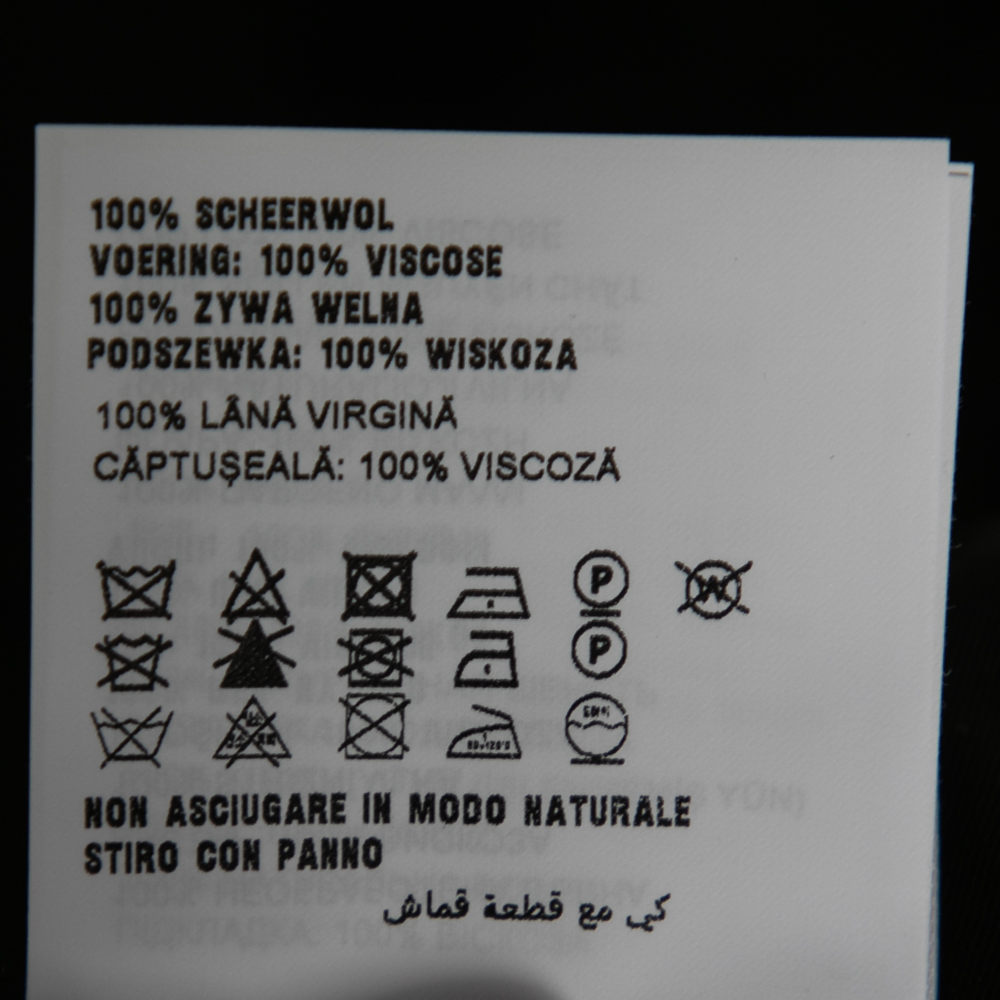 100% SCHEERWOL
VOERING: 100% VISCOSE
100% ZYWA WELNA
PODSZEWKA: 100% WISKOZA
100% LÂNĂ VIRGINĂ
CĂPTUȘEALĂ: 100% VISCOZĂ
P W
P
NON ASCIUGARE IN MODO NATURALE
STIRO CON PANNO
كي مع قطعة قماش